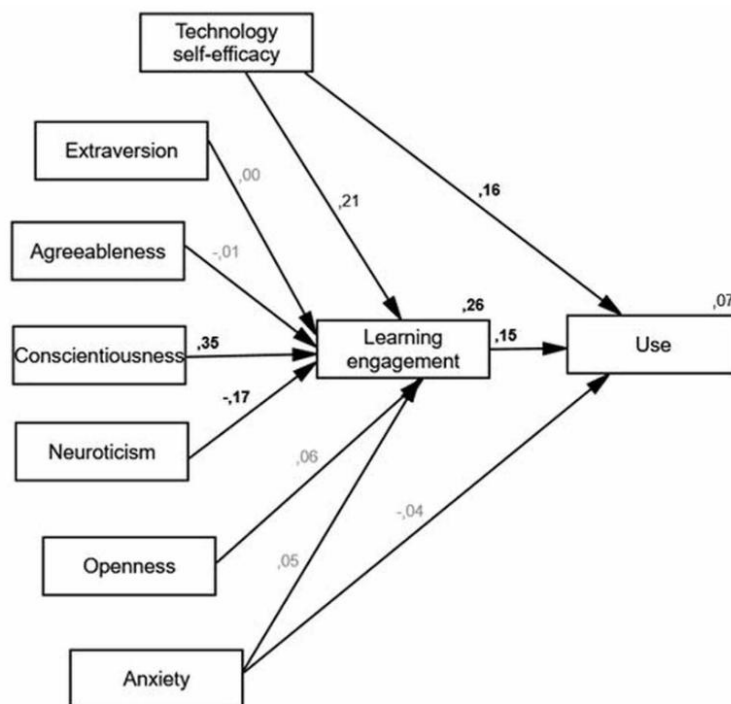 Technology
self-efficacy
Extraversion
,00
,21
,16
Agreeableness
-,01
,26
,07
Conscientiousness
,35
Learning
engagement
,15
Use
-,17
Neuroticism
,06
-,04
Openness
,05
Anxiety